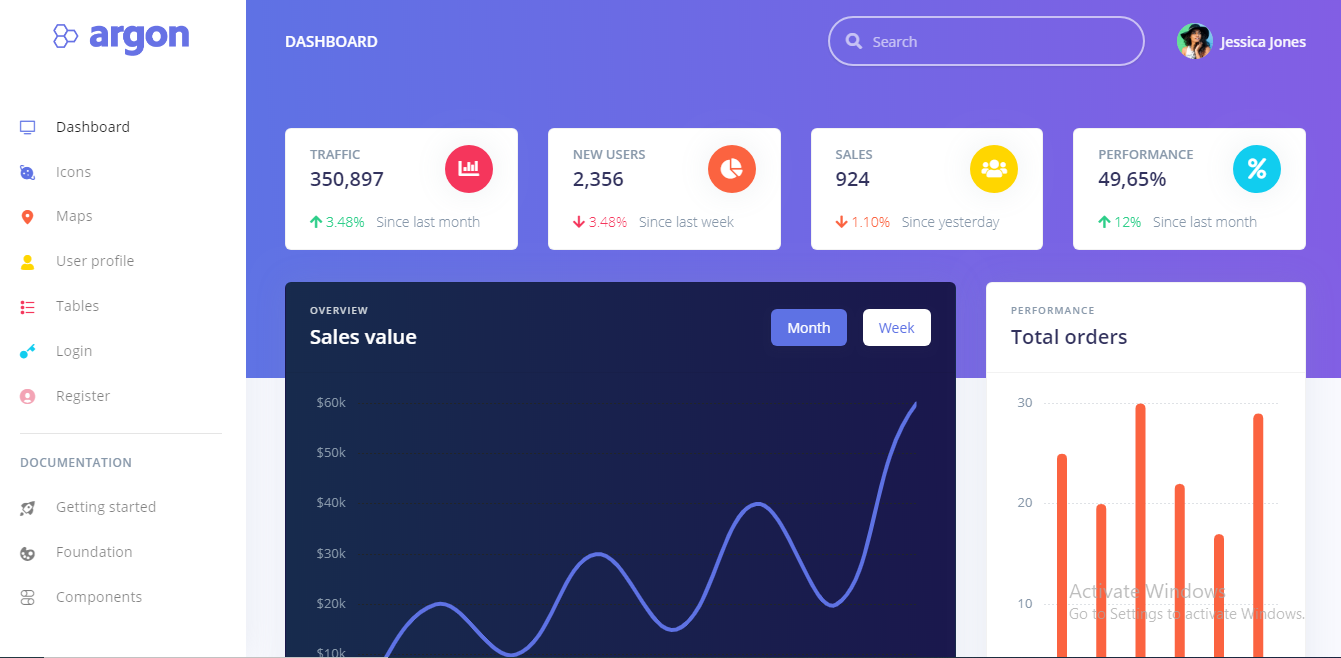 argon
DASHBOARD
Search
Jessica Jones
Dashboard
Icons
Maps
User profile
Tables
Login
Register
DOCUMENTATION
Getting started
Foundation
Components
TRAFFIC
350,897
3.48% Since last month
NEW USERS
2,356
3.48% Since last week
SALES
924
1.10% Since yesterday
PERFORMANCE
49,65%
12% Since last month
OVERVIEW
Sales value
Month
Week
$60k
$50k
$40k
$30k
$20k
$10k
PERFORMANCE
Total orders
30
20
10
Activate Windows
Go to Settings to activate Windows.